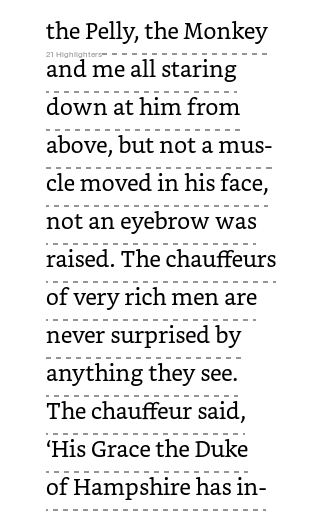 the Pelly, the Monkey
21 Highlighters
and me all staring
down at him from
above, but not a mus-
cle moved in his face,
not an eyebrow was
raised. The chauffeurs
of very rich men are
never surprised by
anything they see.
The chauffeur said,
‘His Grace the Duke
of Hampshire has in-